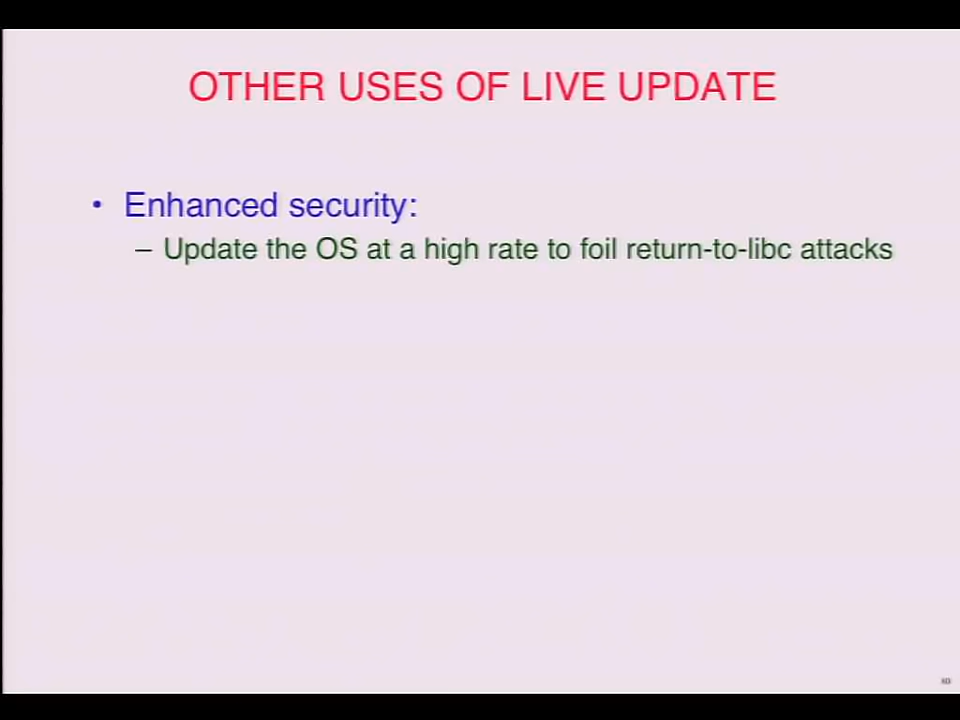 OTHER USES OF LIVE UPDATE
• Enhanced security:
– Update the OS at a high rate to foil return-to-libc attacks